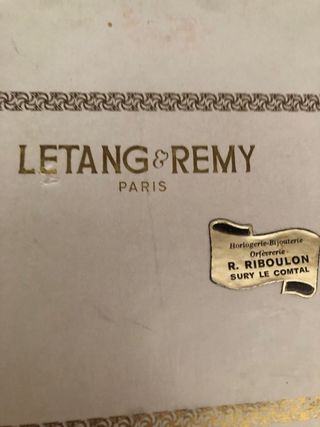 LETANG & REMY
PARIS
Horlogerie-Bijouterie
Orfèvrerie
R. RIBOULON
SURY LE COMTAL